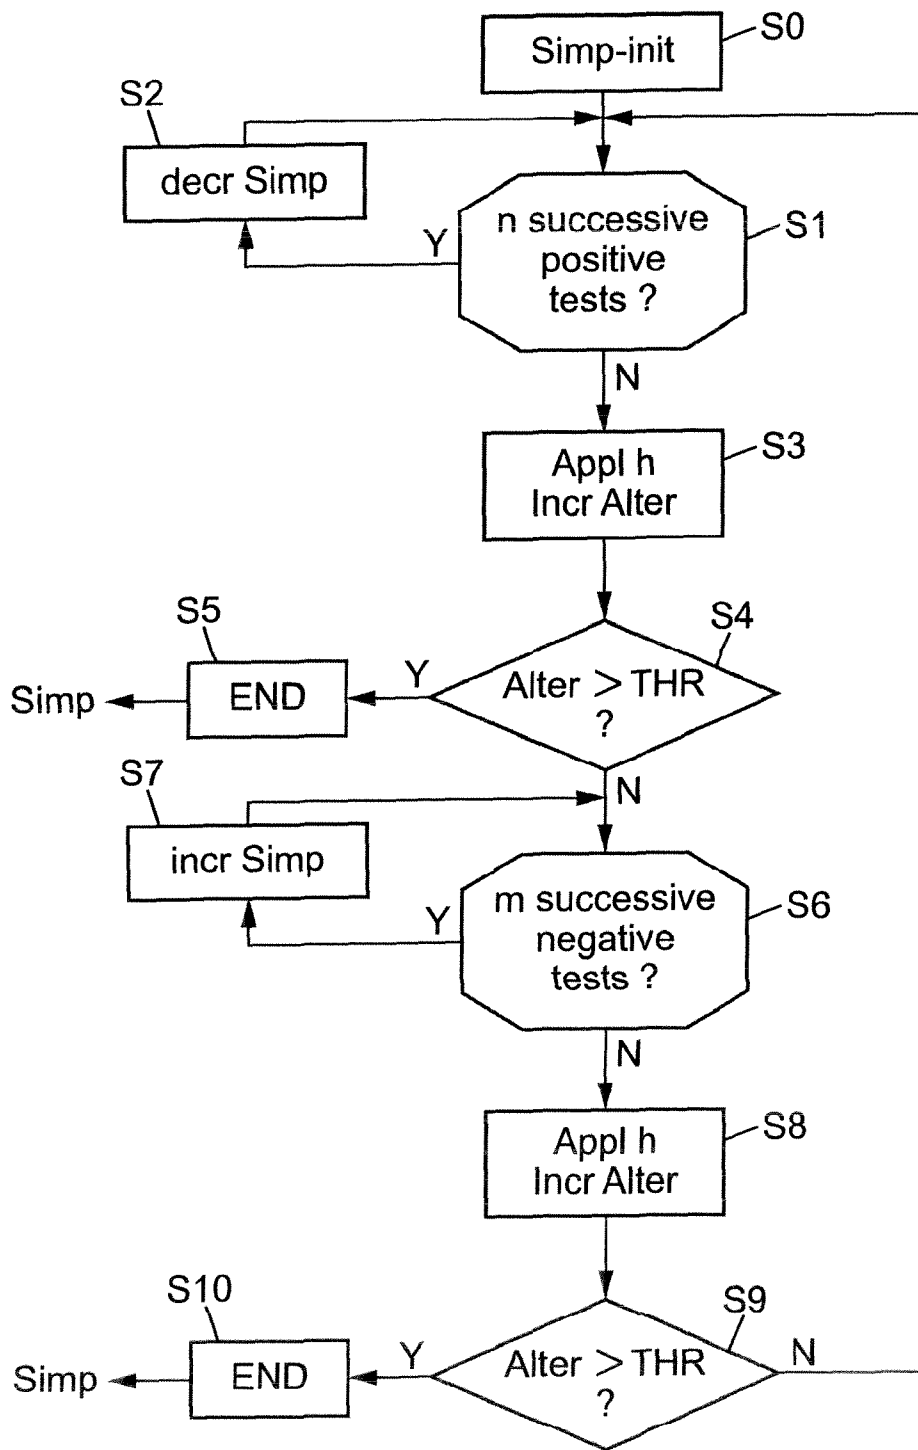 Simp-init
S0
S2
decr Simp
Y
n successive
positive
tests ?
S1
N
Appl h
Incr Alter
S3
S5
Simp
END
Y
Alter > THR
?
S4
N
S7
incr Simp
Y
m successive
negative
tests ?
S6
N
Appl h
Incr Alter
S8
S10
Simp
END
Y
Alter > THR
?
S9
N